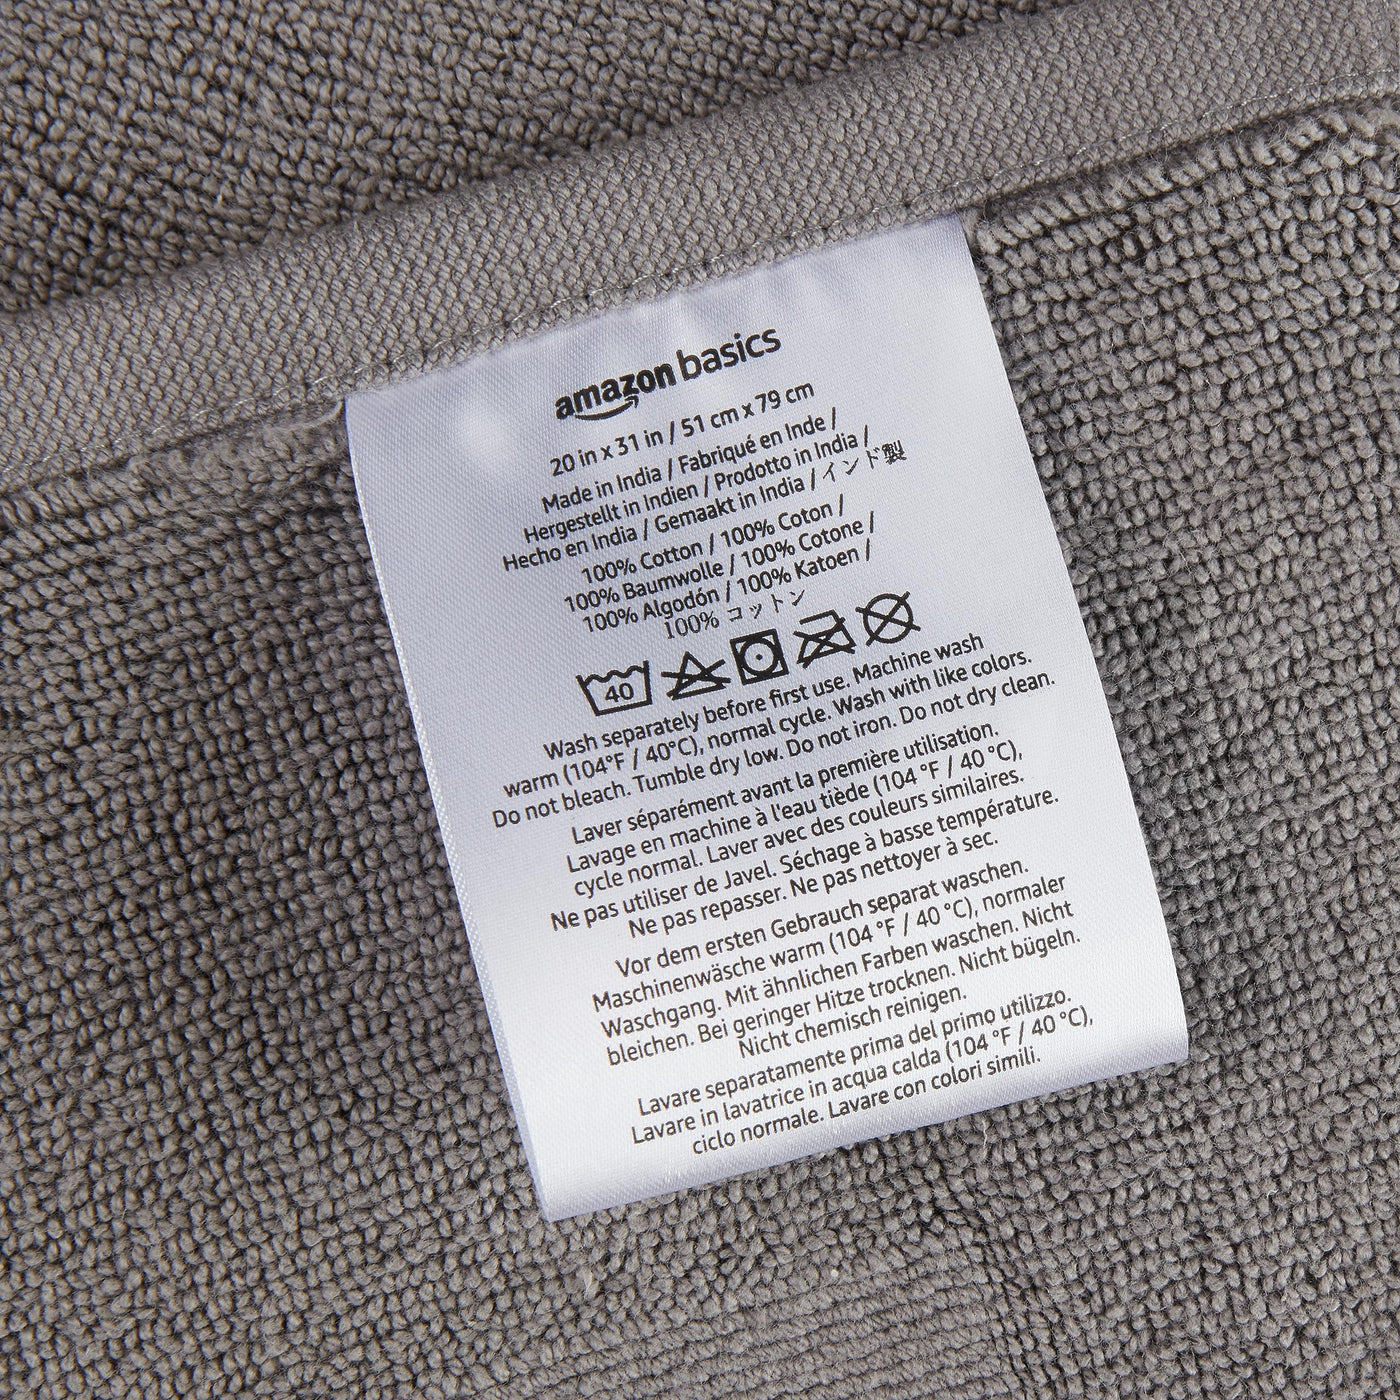 amazon basics
20 in x 31 in / 51 cm x 79 cm
Made in India / Fabriqué en Inde /
Hergestellt in Indien / Prodotto in India /
Hecho en India / Gemaakt in India / インド製
100% Cotton / 100% Coton /
100% Baumwolle / 100% Cotone /
100% Algodón / 100% Katoen /
100% コットン
40
Wash separately before first use. Machine wash
warm (104°F / 40°C), normal cycle. Wash with like colors.
Do not bleach. Tumble dry low. Do not iron. Do not dry clean.
Laver séparément avant la première utilisation.
Lavage en machine à l'eau tiède (104 °F / 40 °C),
cycle normal. Laver avec des couleurs similaires.
Ne pas utiliser de Javel. Séchage à basse température.
Ne pas repasser. Ne pas nettoyer à sec.
Vor dem ersten Gebrauch separat waschen.
Maschinenwäsche warm (104 °F / 40 °C), normaler
Waschgang. Mit ähnlichen Farben waschen. Nicht
bleichen. Bei geringer Hitze trocknen. Nicht bügeln.
Nicht chemisch reinigen.
Lavare separatamente prima del primo utilizzo.
Lavare in lavatrice in acqua calda (104 °F / 40 °C),
ciclo normale. Lavare con colori simili.